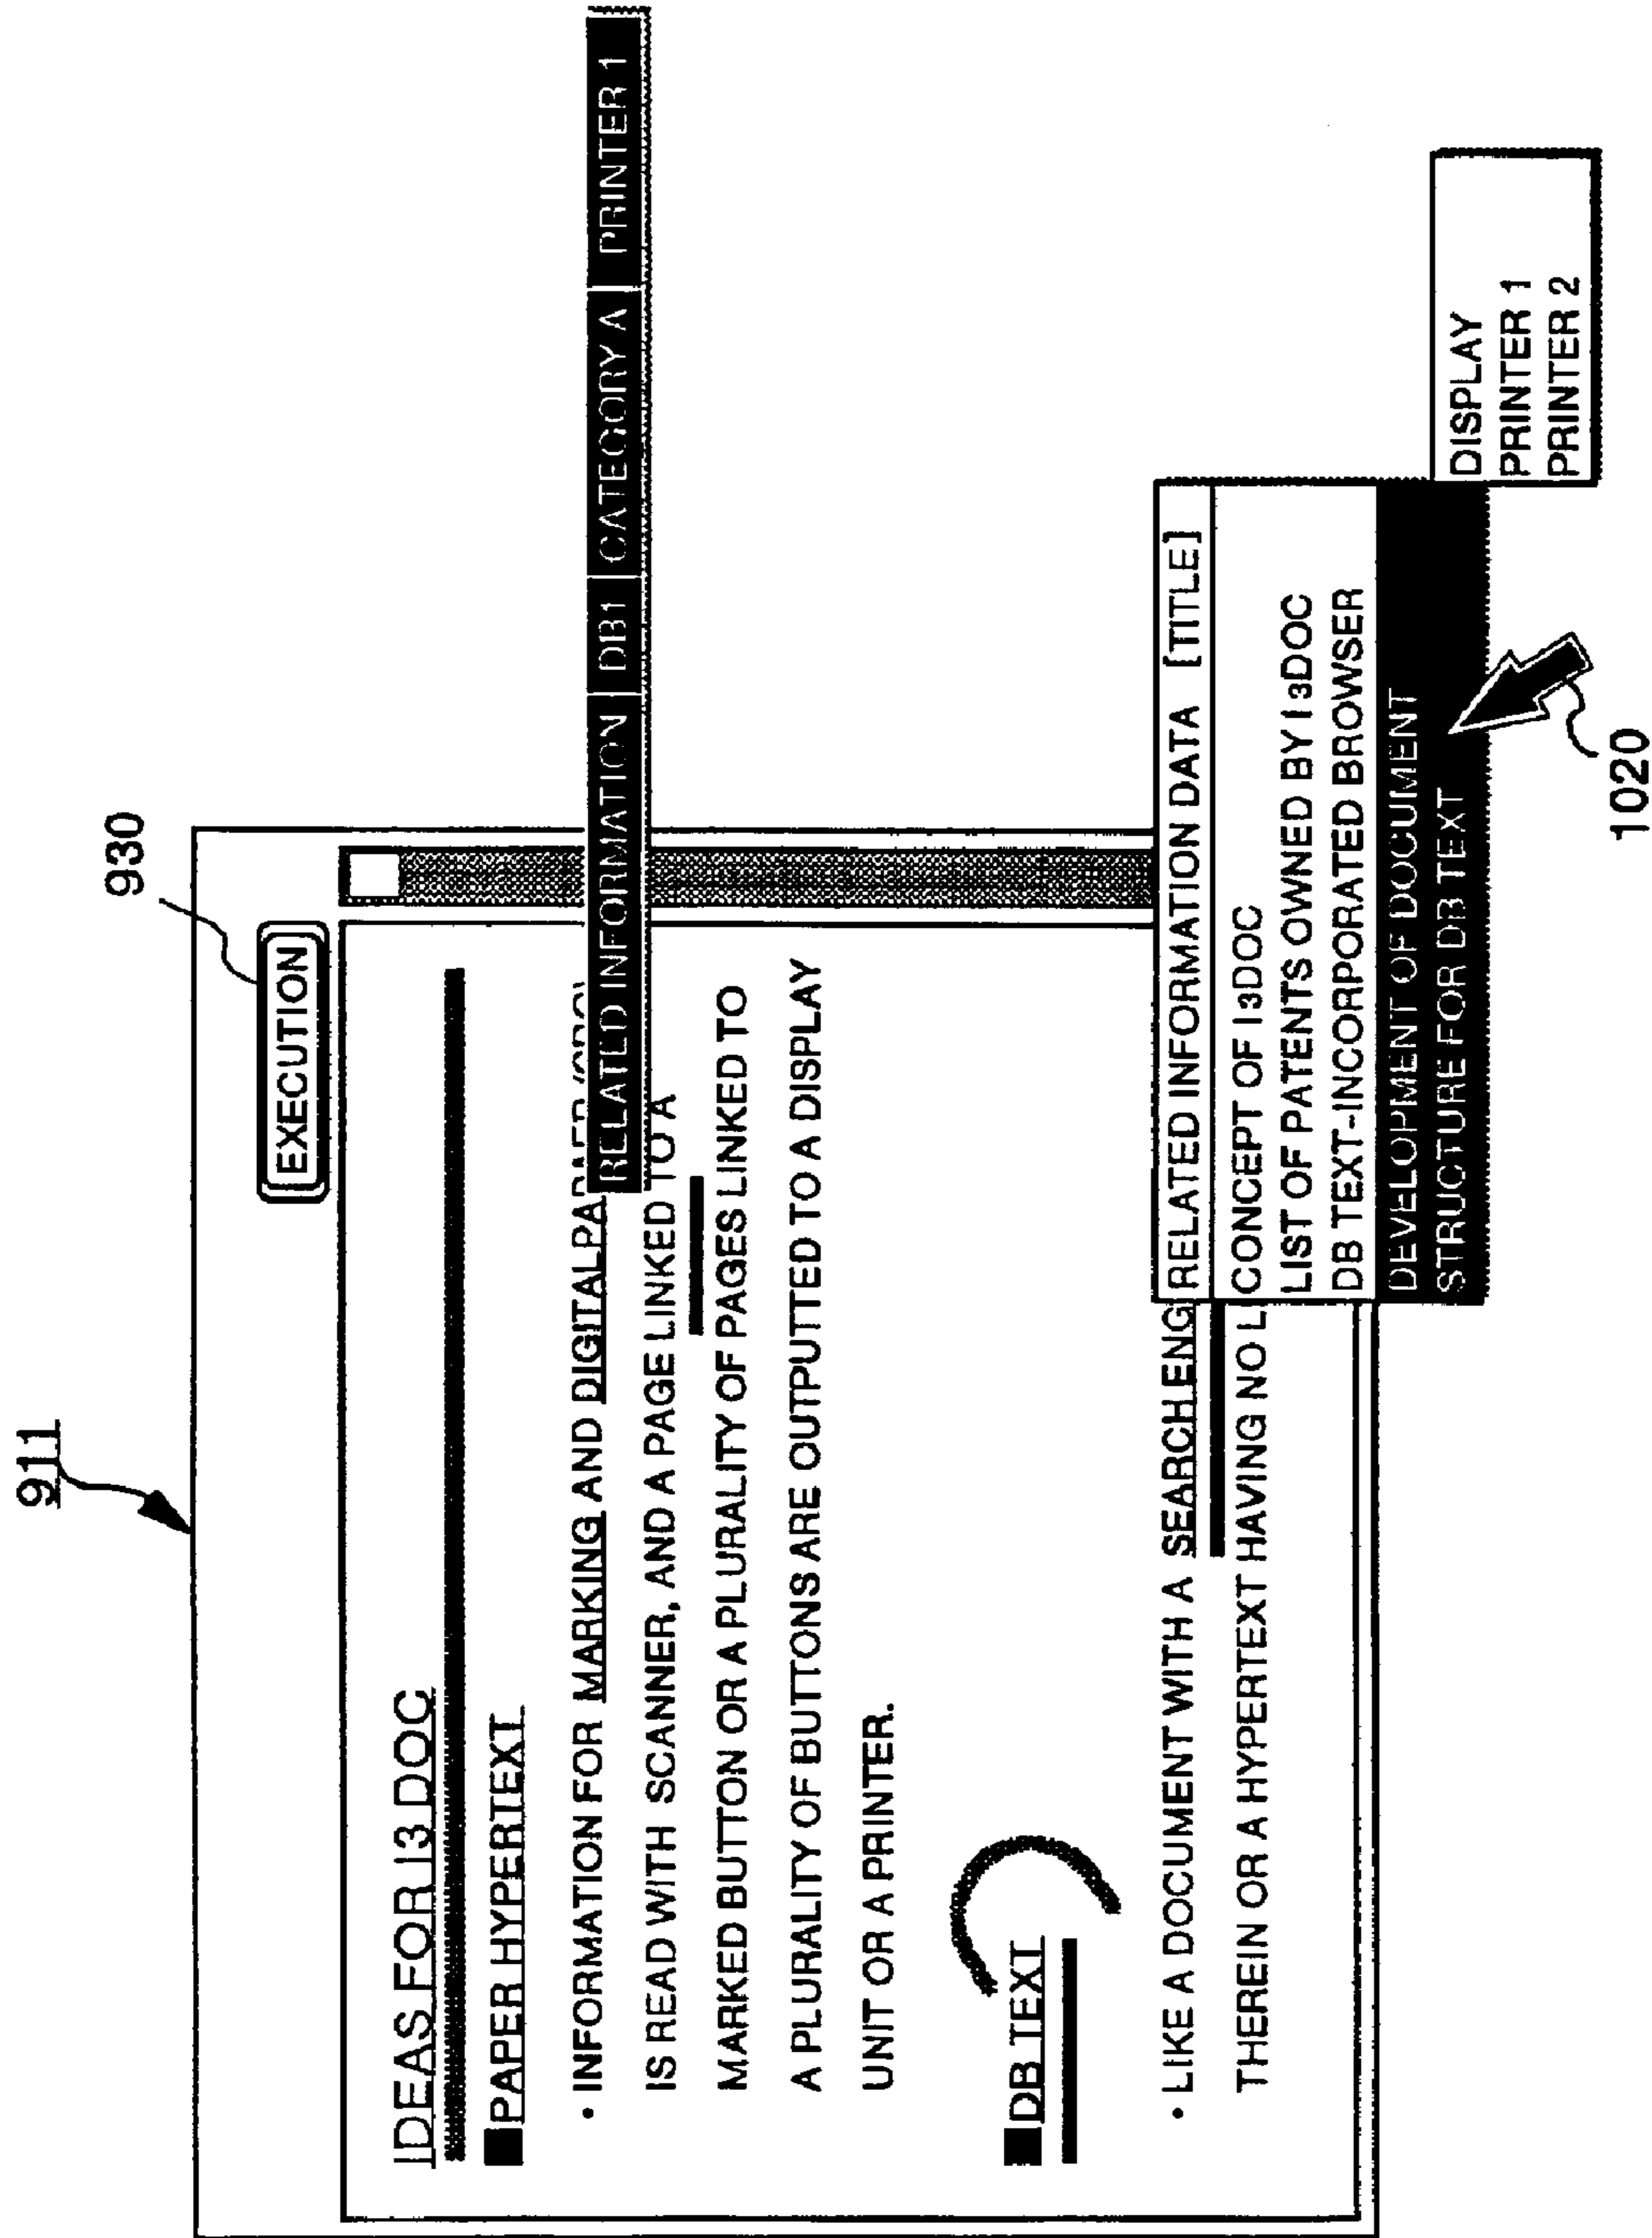 911
930
EXECUTION
IDEAS FOR I3 DOC
PAPER HYPERTEXT
• INFORMATION FOR MARKING AND DIGITALPA
RELATED INFORMATION DB1 CATEGORY A PRINTER 1
IS READ WITH SCANNER, AND A PAGE LINKED TO A
MARKED BUTTON OR A PLURALITY OF PAGES LINKED TO
A PLURALITY OF BUTTONS ARE OUTPUTTED TO A DISPLAY
UNIT OR A PRINTER.
DB TEXT
• LIKE A DOCUMENT WITH A SEARCH ENG
THEREIN OR A HYPERTEXT HAVING NO L
RELATED INFORMATION DATA [TITLE]
CONCEPT OF I3DOC
LIST OF PATENTS OWNED BY I3DOC
DB TEXT-INCORPORATED BROWSER
DEVELOPMENT OF DOCUMENT
STRUCTURE FOR DB TEXT
DISPLAY
PRINTER 1
PRINTER 2
1020